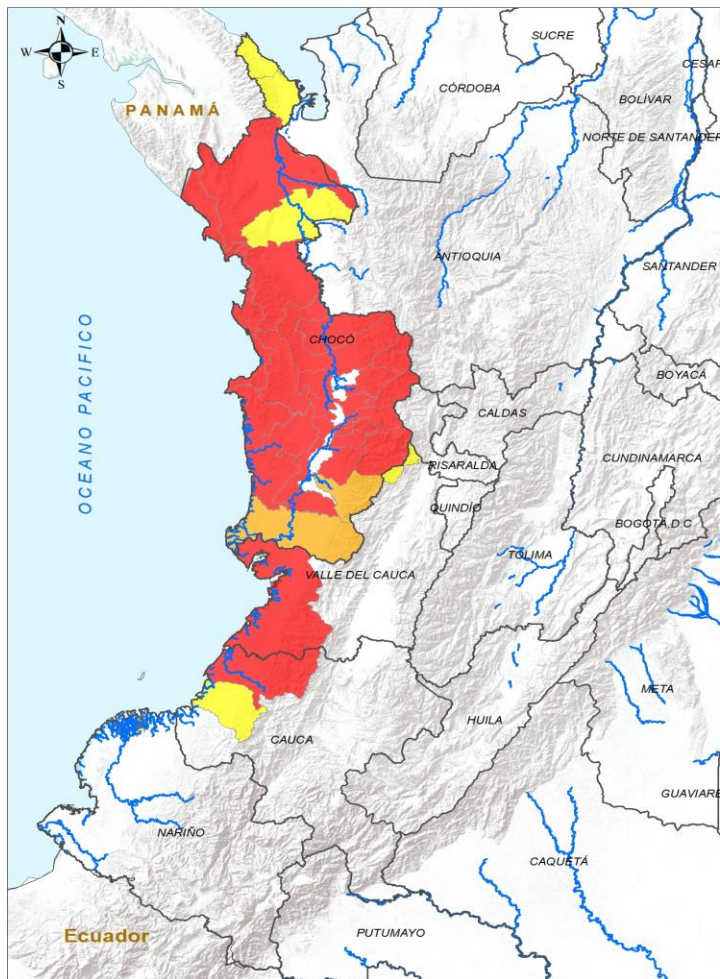 N
W
E
S
SUCRE
CESAR
CÓRDOBA
BOLÍVAR
PANAMÁ
NORTE DE SANTANDER
ANTIOQUIA
SANTANDER
OCEANO PACIFICO
CHOCÓ
BOYACÁ
CALDAS
CUNDINAMARCA
RISARALDA
QUINDÍO
BOGOTÁ, D.C
TOLIMA
VALLE DEL CAUCA
META
HUILA
CAUCA
GUAVIARE
NARIÑO
CAQUETÁ
Ecuador
PUTUMAYO